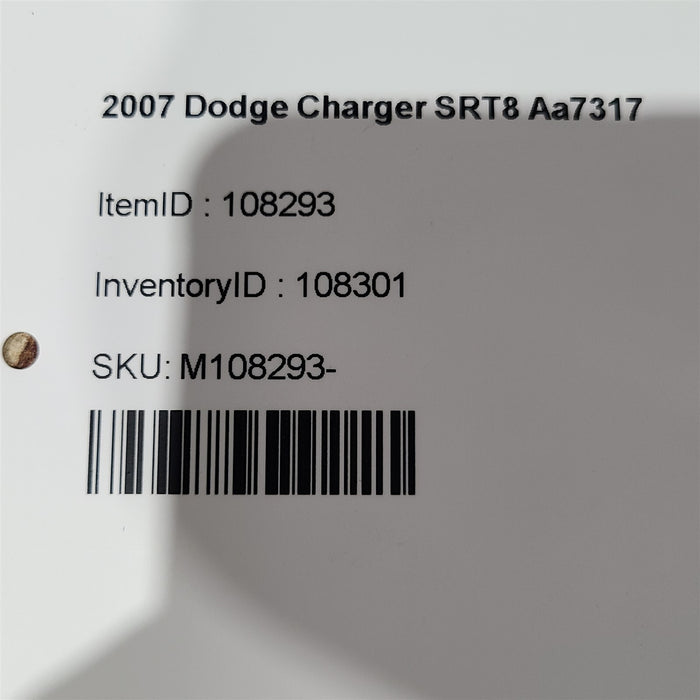 2007 Dodge Charger SRT8 Aa7317
ItemID : 108293
InventoryID : 108301
SKU: M108293-